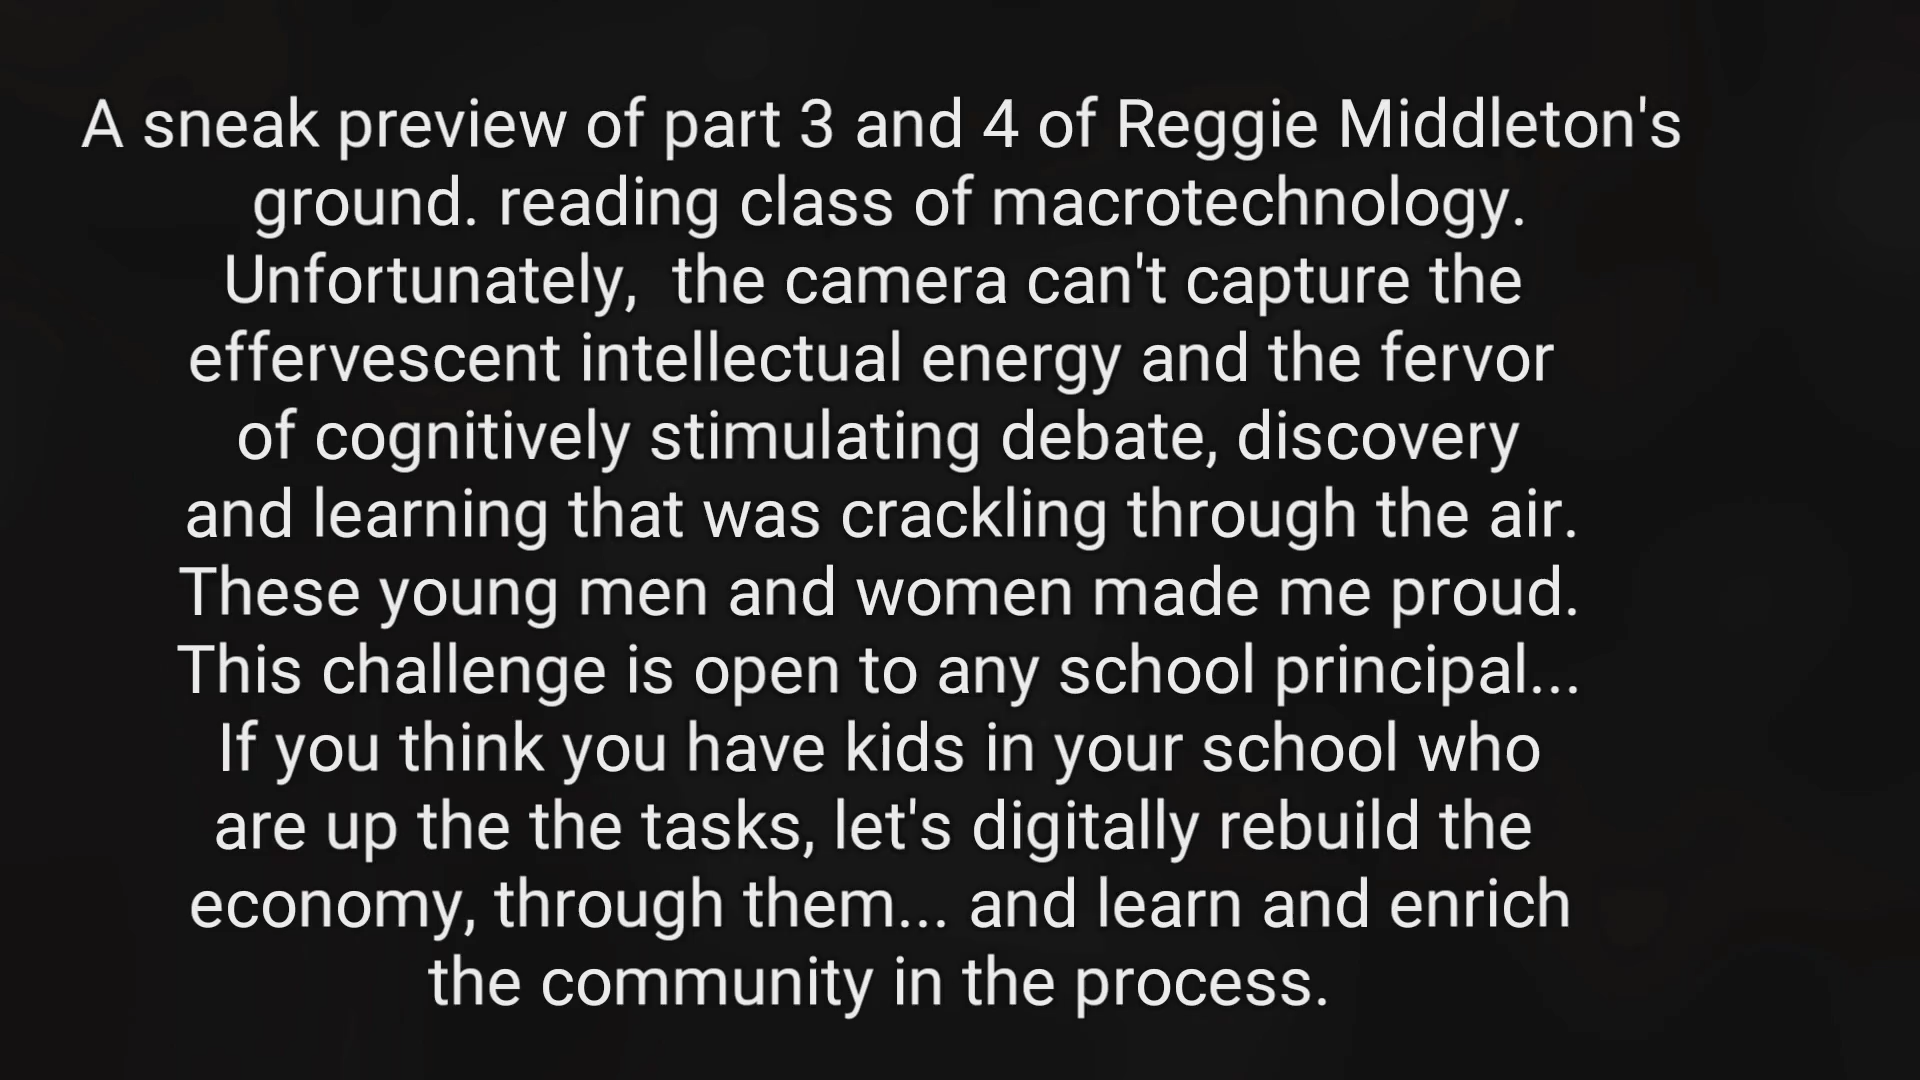 A sneak preview of part 3 and 4 of Reggie Middleton's
ground. reading class of macrotechnology.
Unfortunately,  the camera can't capture the
effervescent intellectual energy and the fervor
of cognitively stimulating debate, discovery
and learning that was crackling through the air.
These young men and women made me proud.
This challenge is open to any school principal...
If you think you have kids in your school who
are up the the tasks, let's digitally rebuild the
economy, through them... and learn and enrich
the community in the process.